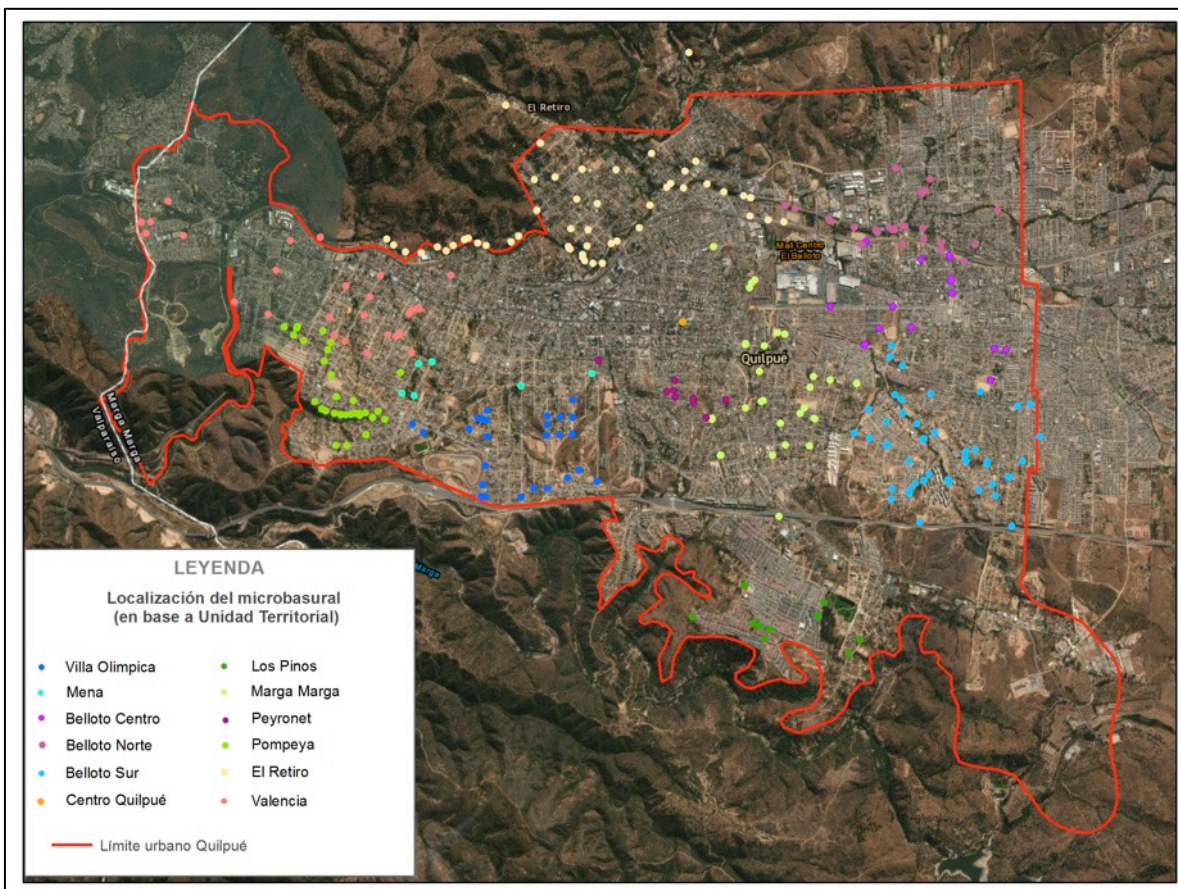 El Retiro
Mall Centro
El Belloto
Quilpué
Marga Marga
Valparaíso
Marga
LEYENDA
Localización del microbasural
(en base a Unidad Territorial)
Villa Olimpica
Mena
Belloto Centro
Belloto Norte
Belloto Sur
Centro Quilpué
Los Pinos
Marga Marga
Peyronet
Pompeya
El Retiro
Valencia
Límite urbano Quilpué